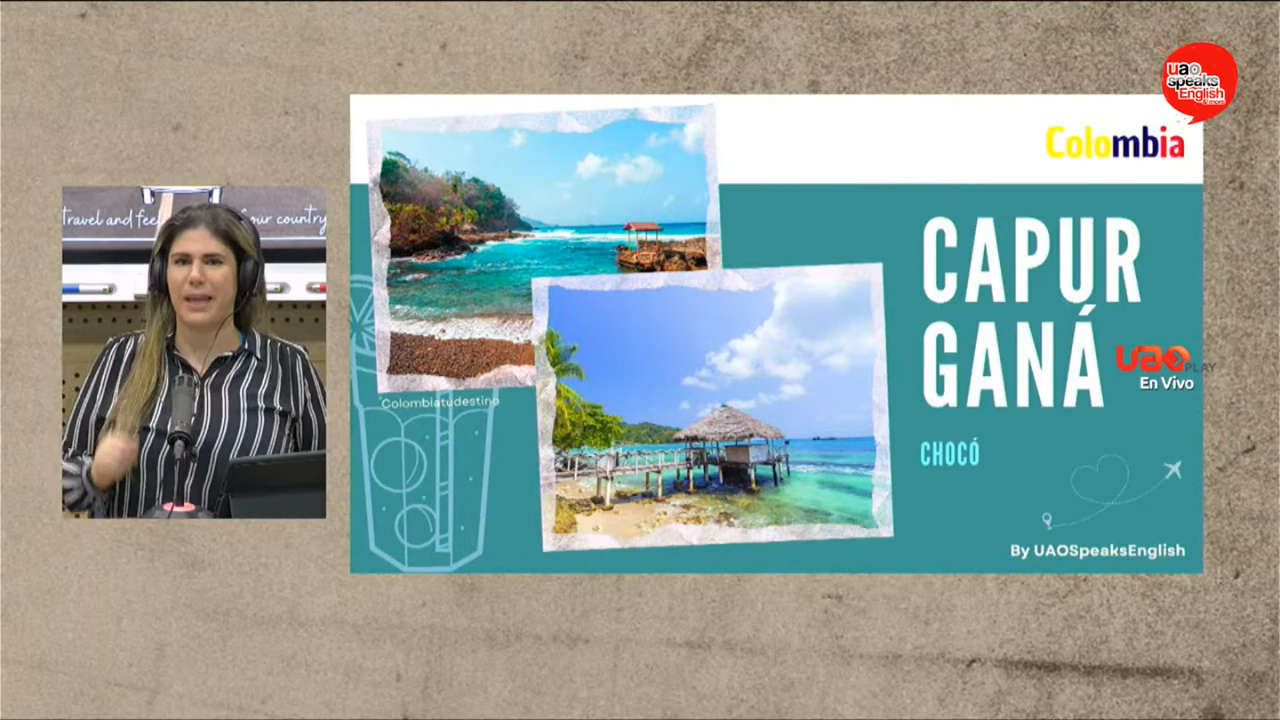 uao
speaks
English
& more
Colombia
travel and fee
our country
CAPUR
GANÁ
uao PLAY
En Vivo
Colombiatudestino
CHOCÓ
By UAOSpeaksEnglish